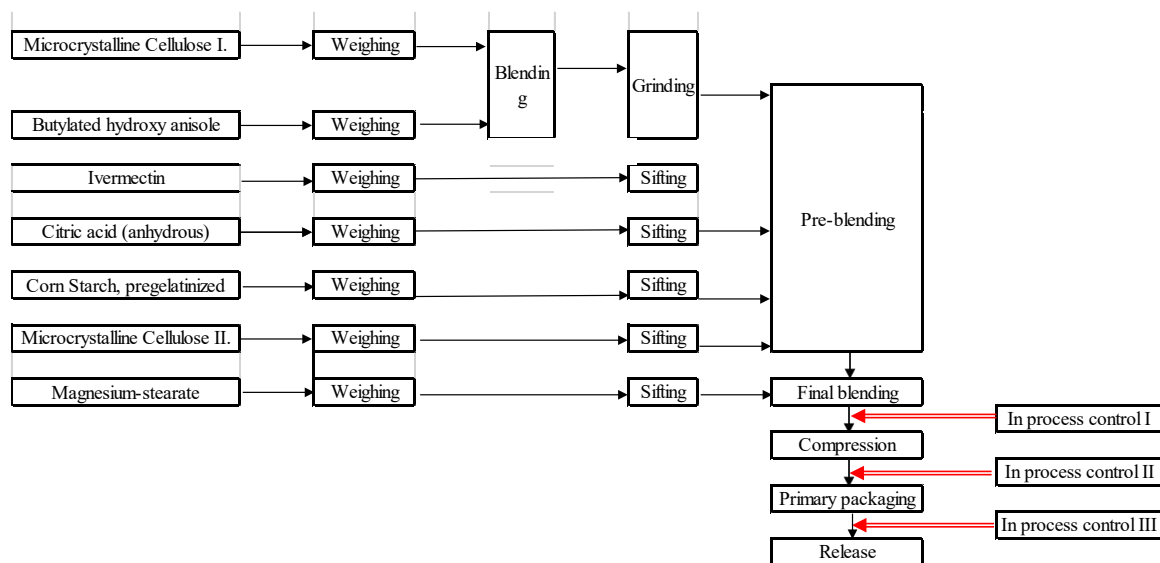 Microcrystalline Cellulose I.
Weighing
Blendin
g
Grinding
Butylated hydroxy anisole
Weighing
Ivermectin
Weighing
Sifting
Pre-blending
Citric acid (anhydrous)
Weighing
Sifting
Corn Starch, pregelatinized
Weighing
Sifting
Microcrystalline Cellulose II.
Weighing
Sifting
Magnesium-stearate
Weighing
Sifting
Final blending
In process control I
Compression
In process control II
Primary packaging
In process control III
Release